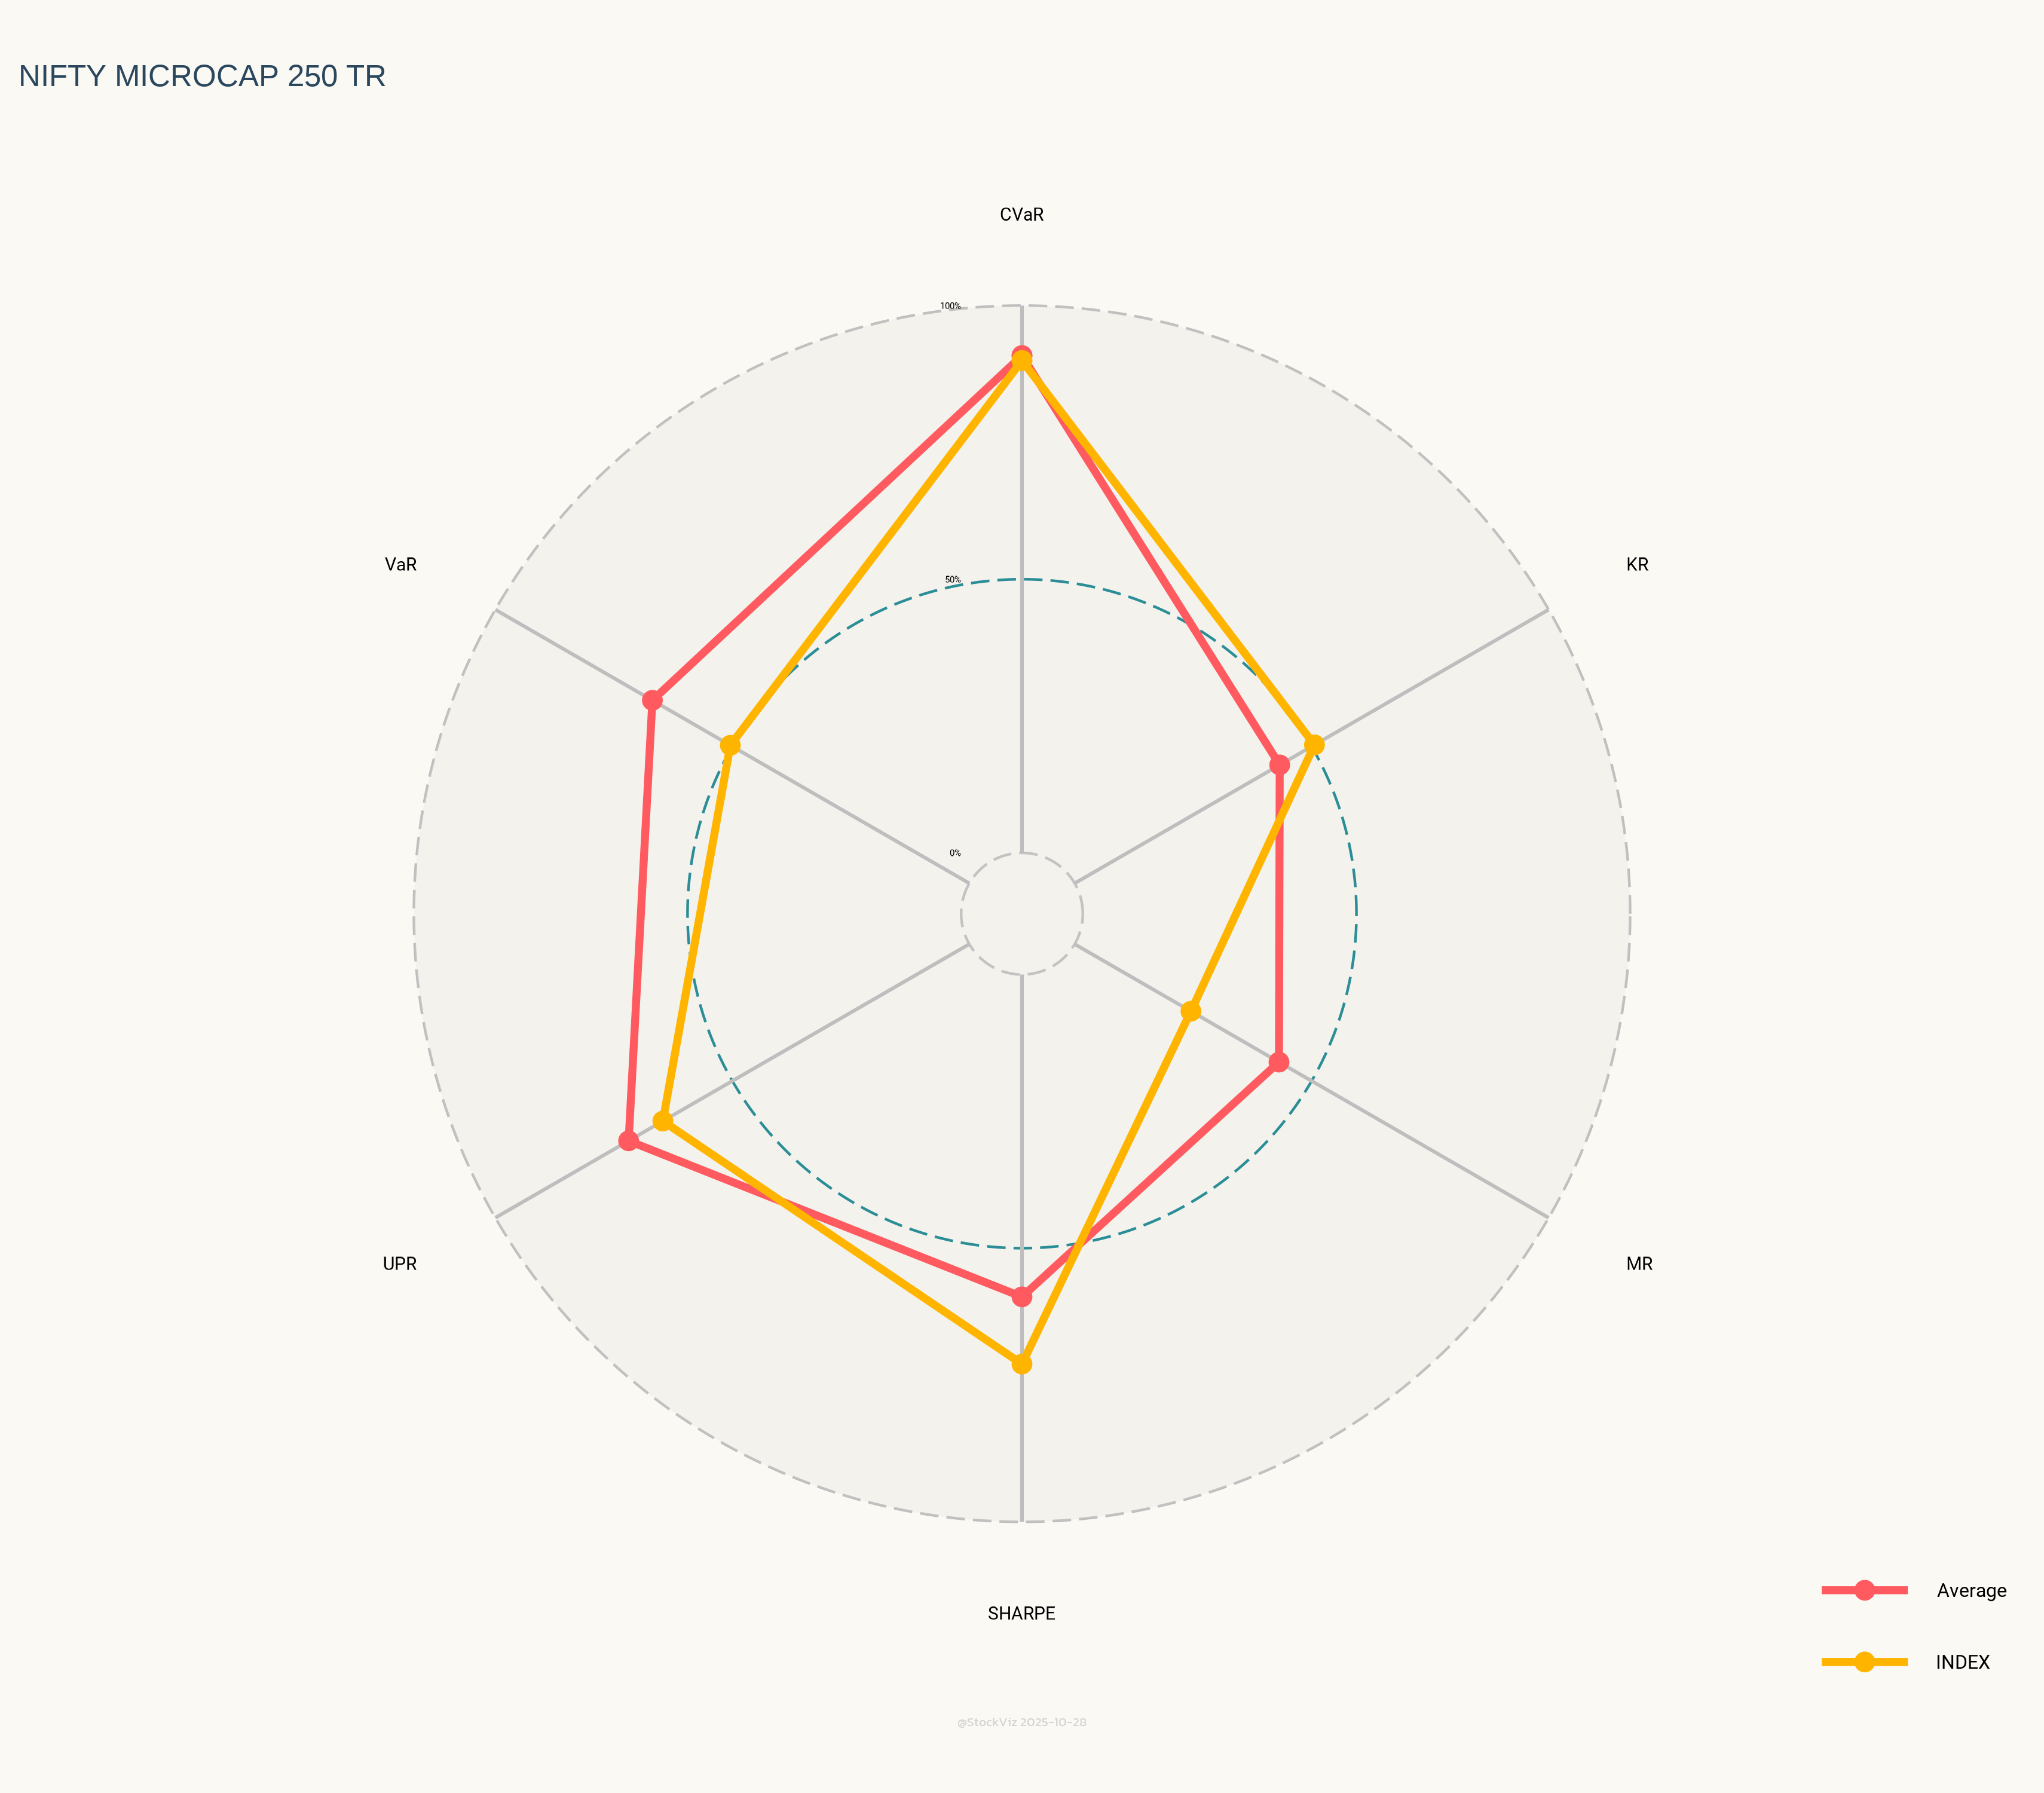 NIFTY MICROCAP 250 TR
CVaR
100%
VaR
KR
50%
0%
UPR
MR
SHARPE
Average
INDEX
@StockViz 2025-10-28